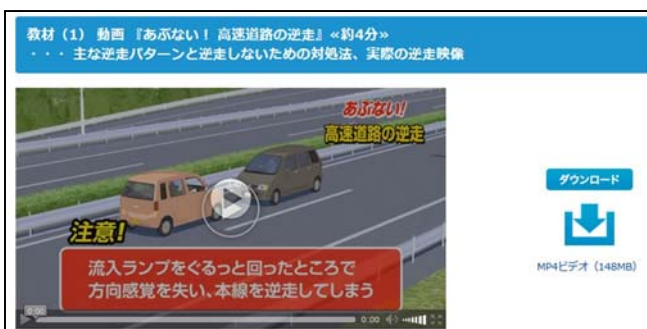 教材(1) 動画 『あぶない! 高速道路の逆走』≪約4分≫
・・・ 主な逆走パターンと逆走しないための対処法、実際の逆走映像
あぶない!
高速道路の逆走
注意!
流入ランプをぐるっと回ったところで
方向感覚を失い、本線を逆走してしまう
0:00
0:00
ダウンロード
MP4ビデオ(148MB)